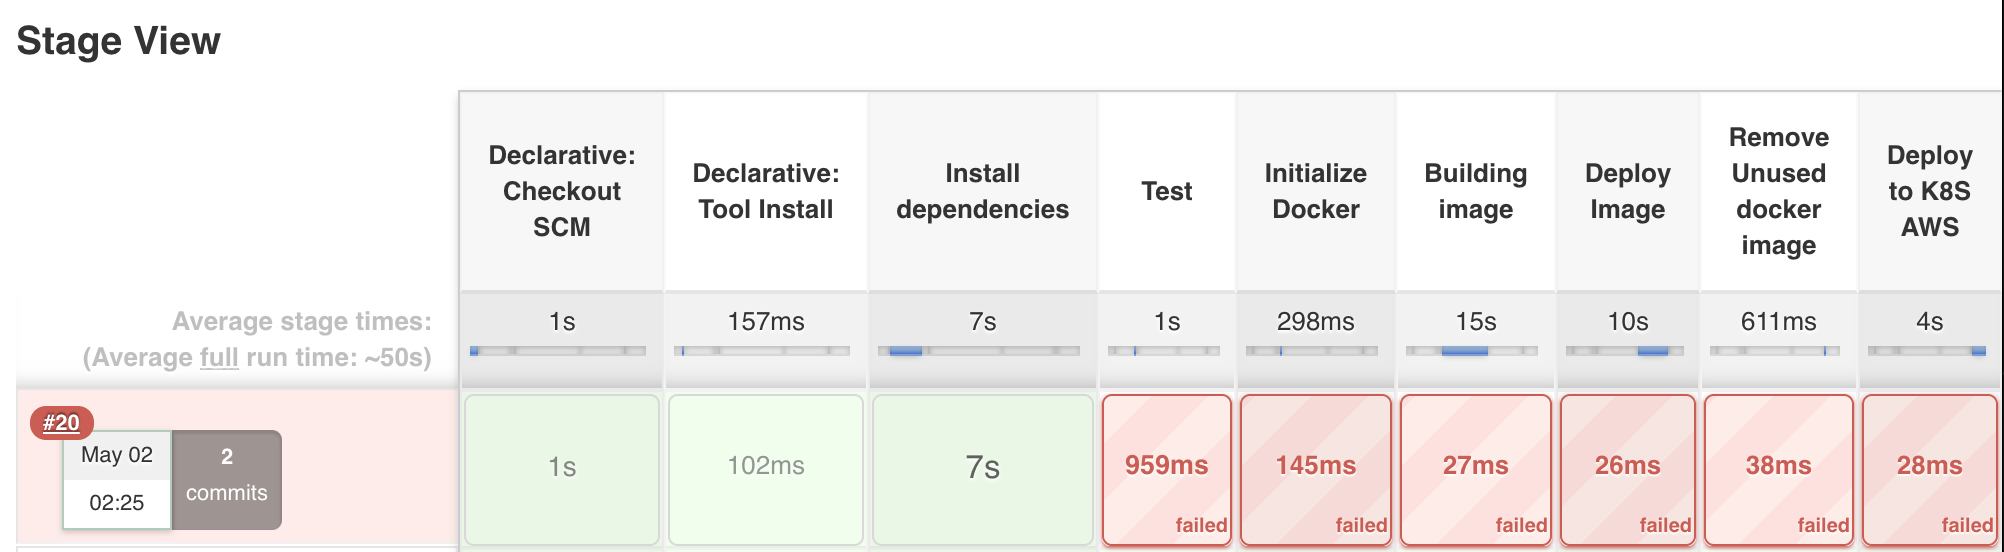 Stage View
Declarative:
Checkout
SCM
Declarative:
Tool Install
Install
dependencies
Test
Initialize
Docker
Building
image
Deploy
Image
Remove
Unused
docker
image
Deploy
to K8S
AWS
Average stage times:
(Average full run time: ~50s)
1s
157ms
7s
1s
298ms
15s
10s
611ms
4s
#20
May 02
02:25
2
commits
1s
102ms
7s
959ms
failed
145ms
failed
27ms
failed
26ms
failed
38ms
failed
28ms
failed